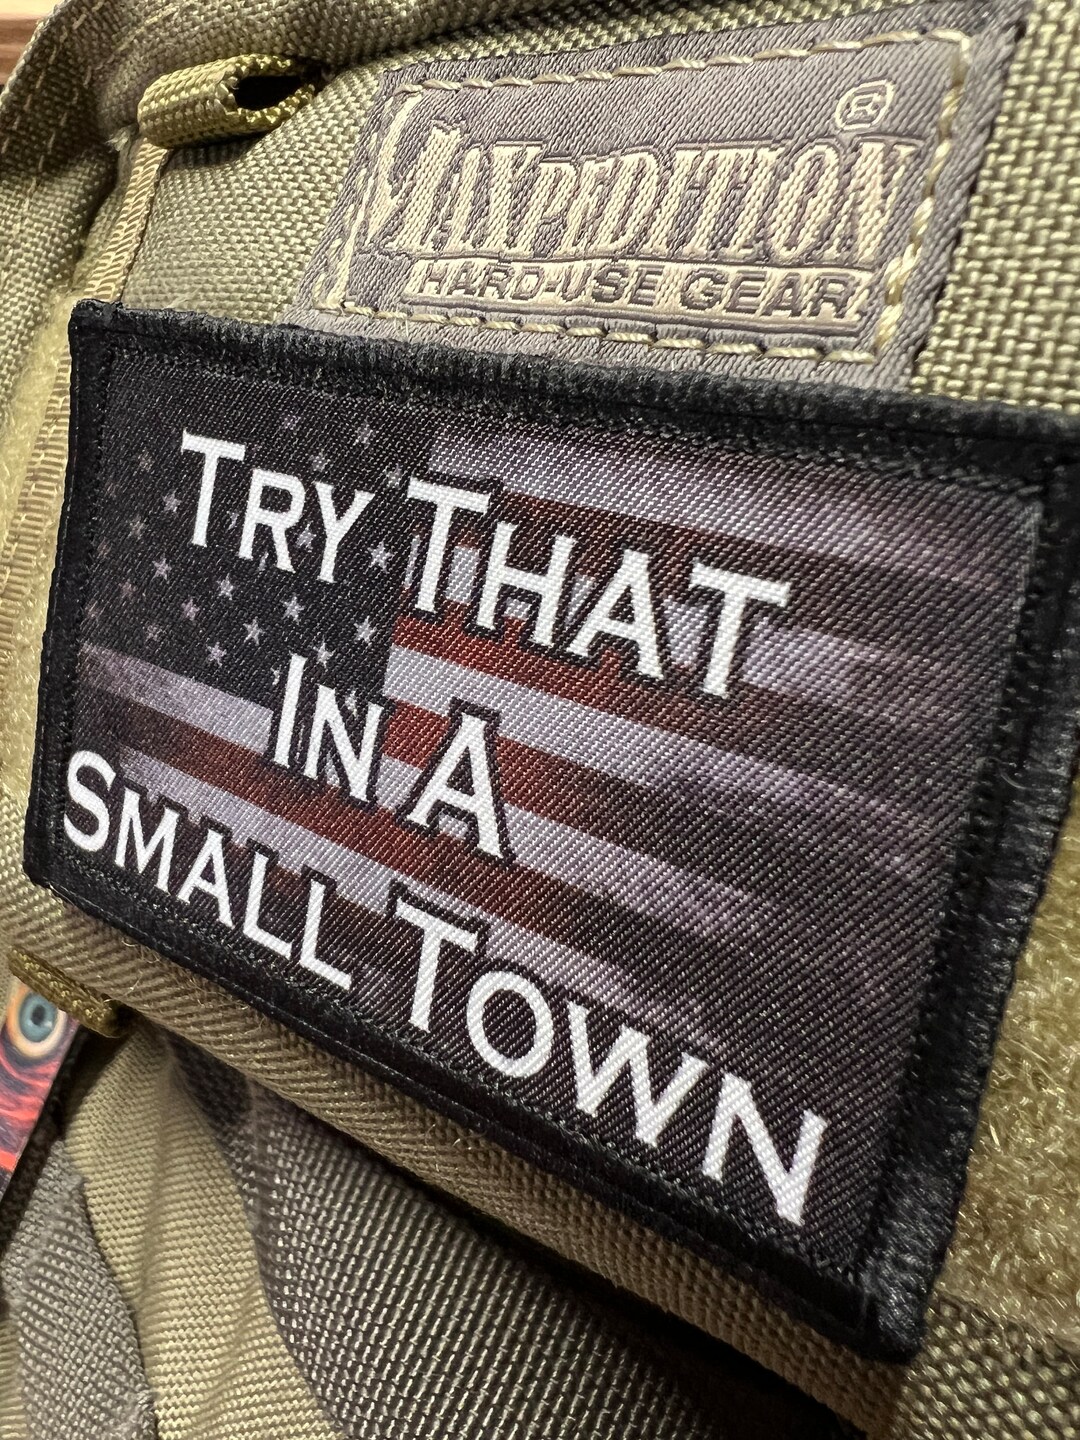 MAXPEDITION®
HARD-USE GEAR
TRY THAT
IN A
SMALL TOWN